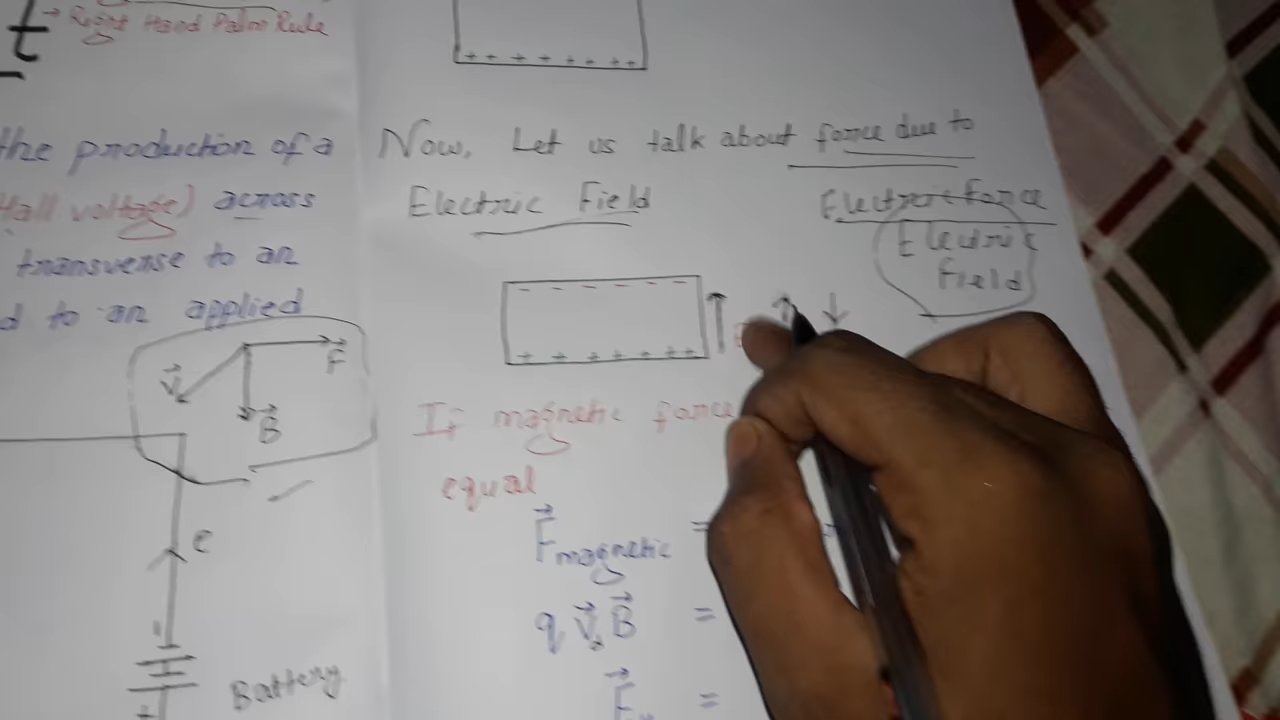 t → Right Hand Palm Rule
the production of a
Hall voltage) across
transverse to an
d to an applied
V F
B
e
Battery
+
+ + + + + + +
Now, Let us talk about force due to
Electric Field
Electric Force
Electric
Field
- - - - - -
+ + + + + +
If magnetic force
equal
F magnetic =
q Vd B =
=